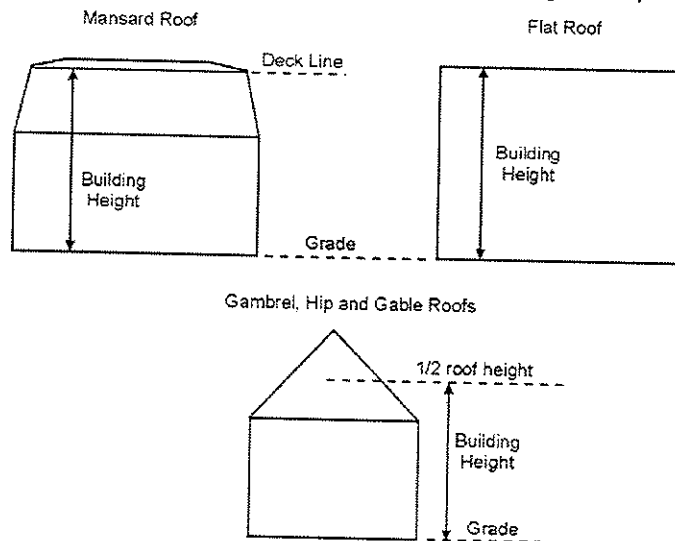 Mansard Roof
Flat Roof
Deck Line
Building
Height
Building
Height
Grade
Gambrel, Hip and Gable Roofs
1/2 roof height
Building
Height
Grade